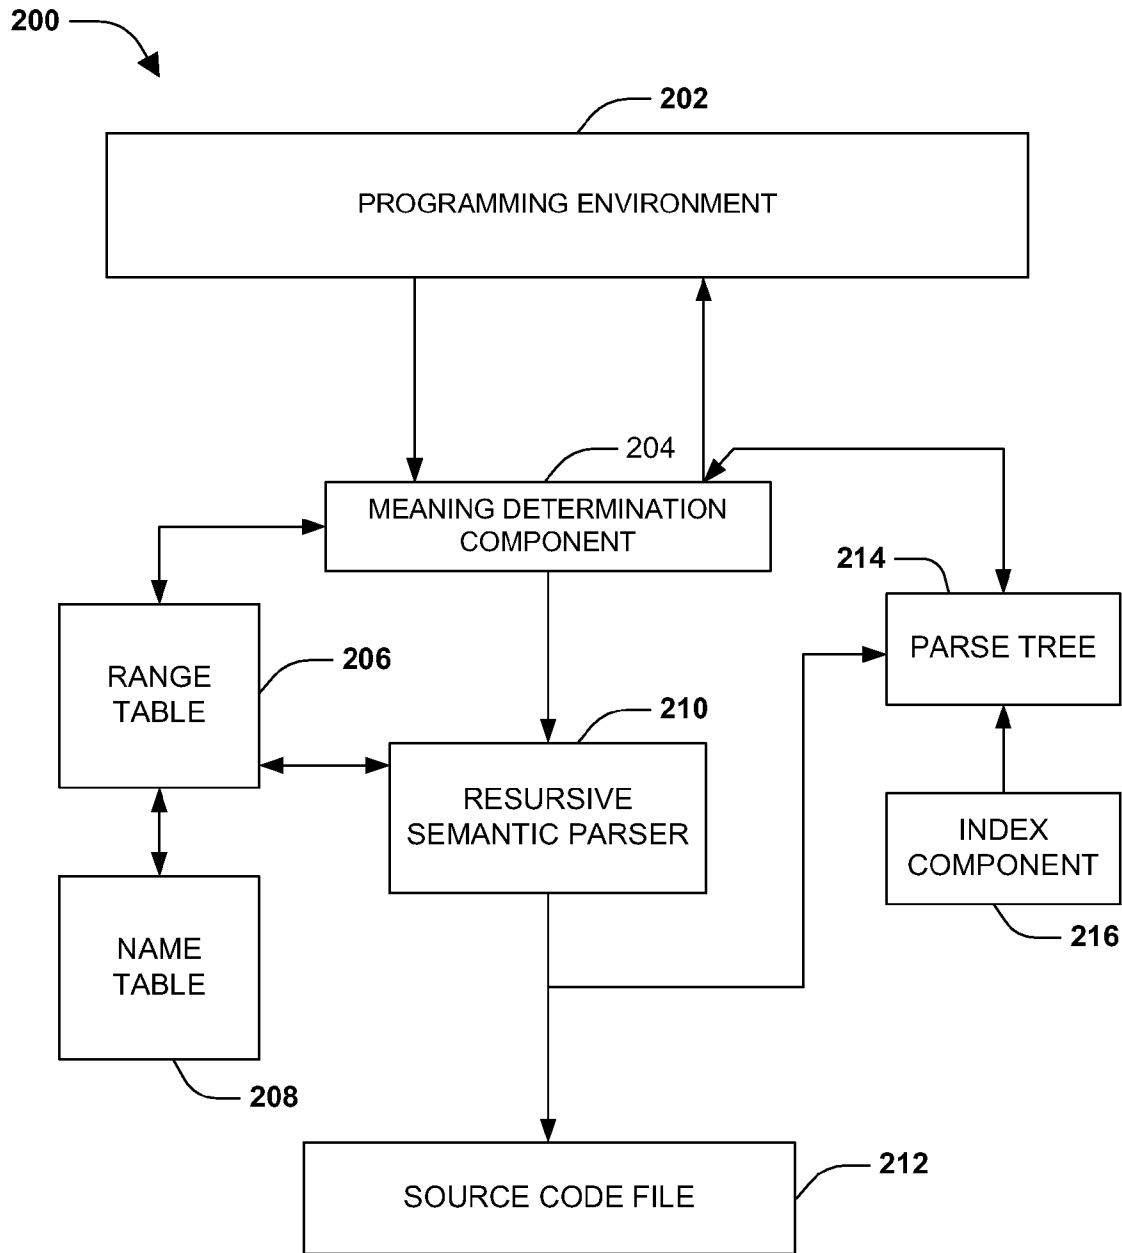 200
202
PROGRAMMING ENVIRONMENT
204
MEANING DETERMINATION
COMPONENT
214
PARSE TREE
206
RANGE
TABLE
210
RESURSIVE
SEMANTIC PARSER
INDEX
COMPONENT
216
NAME
TABLE
208
212
SOURCE CODE FILE